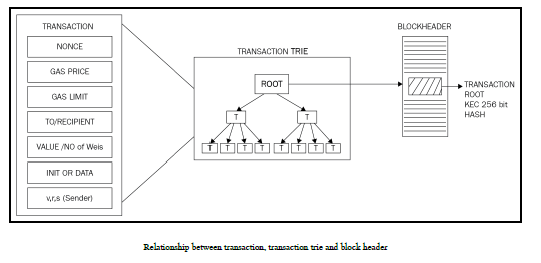 TRANSACTION
NONCE
GAS PRICE
GAS LIMIT
TO/RECIPIENT
VALUE /NO of Weis
INIT OR DATA
v,r,s (Sender)
TRANSACTION TRIE
ROOT
T T
T T T T T T T T
BLOCKHEADER
TRANSACTION
ROOT
KEC 256 bit
HASH
Relationship between transaction, transaction trie and block header